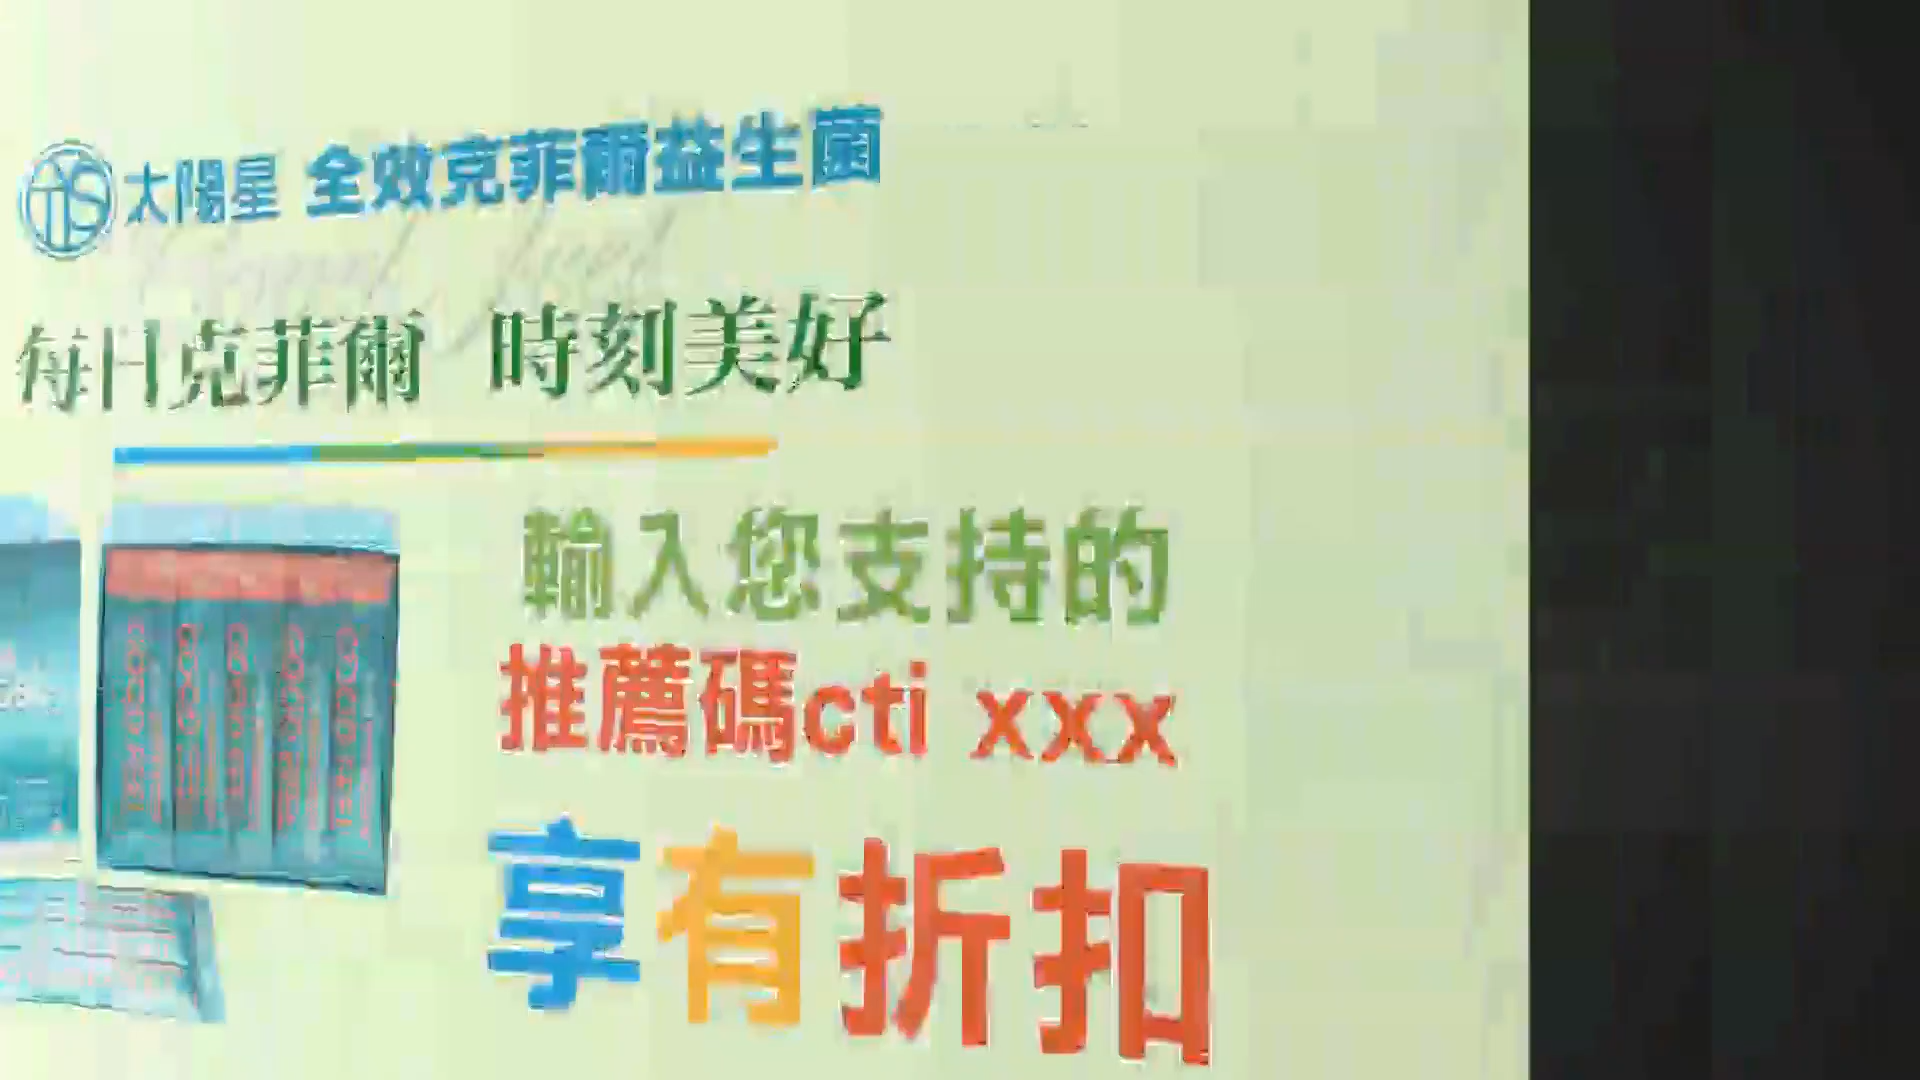 太陽星 全效克菲爾益生菌
每日克菲爾 時刻美好
輸入您支持的
推薦碼cti xxx
享有折扣